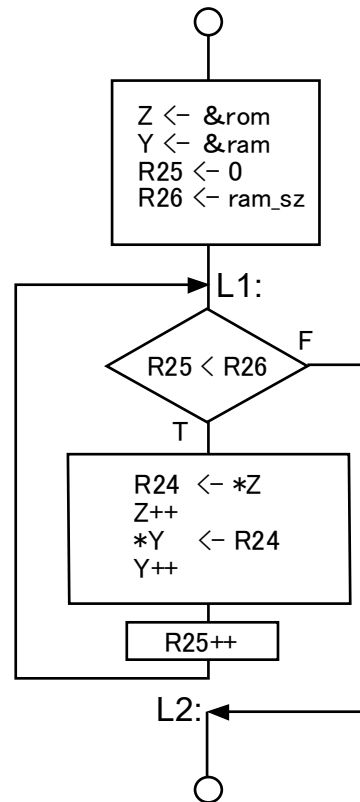 Z <- &rom
Y <- &ram
R25 <- 0
R26 <- ram_sz
L1:
R25 < R26
F
T
R24 <- *Z
Z++
*Y <- R24
Y++
R25++
L2: